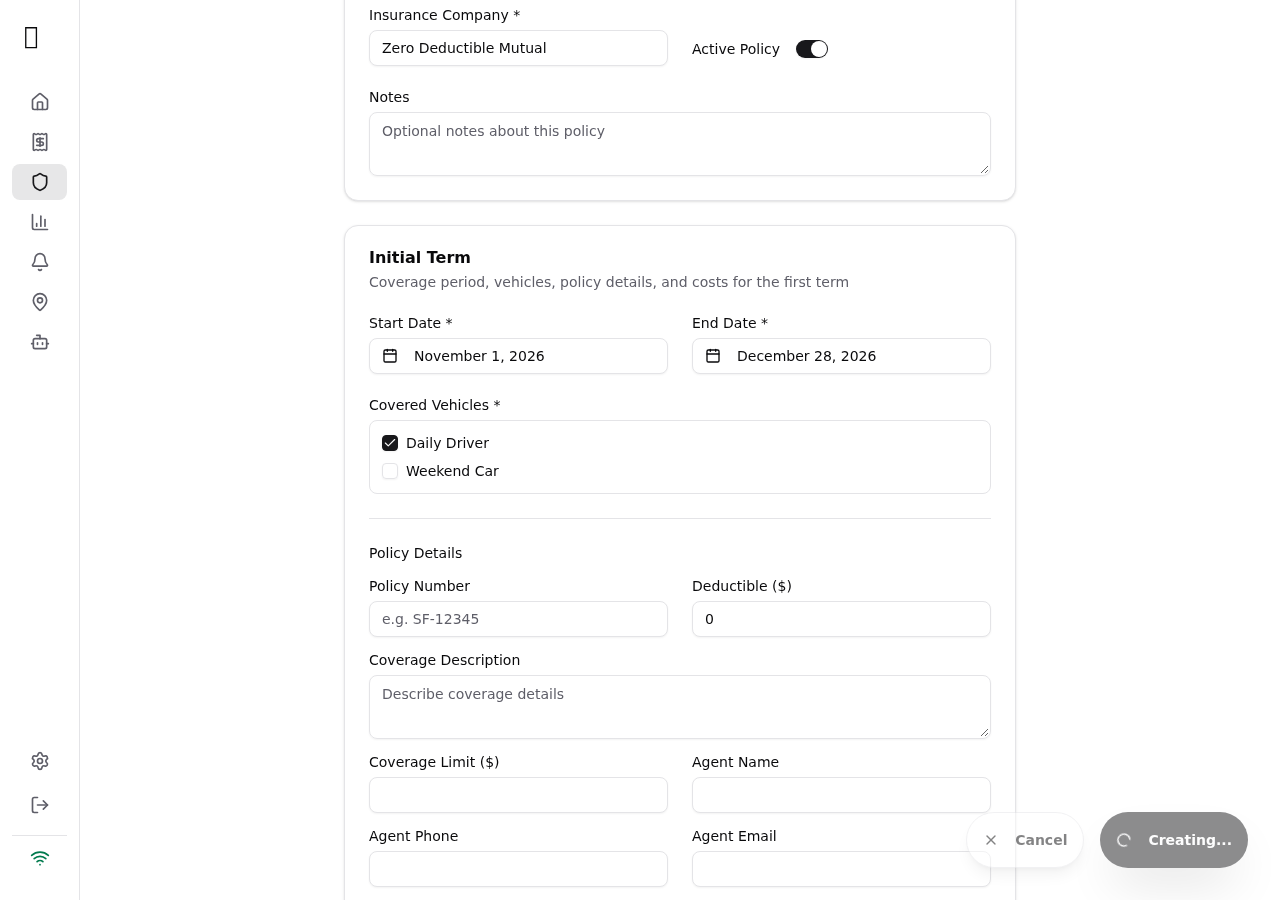 Insurance Company *
Zero Deductible Mutual
Active Policy
Notes
Optional notes about this policy
Initial Term
Coverage period, vehicles, policy details, and costs for the first term
Start Date *
End Date *
November 1, 2026
December 28, 2026
Covered Vehicles *
Daily Driver
Weekend Car
Policy Details
Policy Number
Deductible ($)
e.g. SF-12345
0
Coverage Description
Describe coverage details
Coverage Limit ($)
Agent Name
Agent Phone
Agent Email
Cancel
Creating...